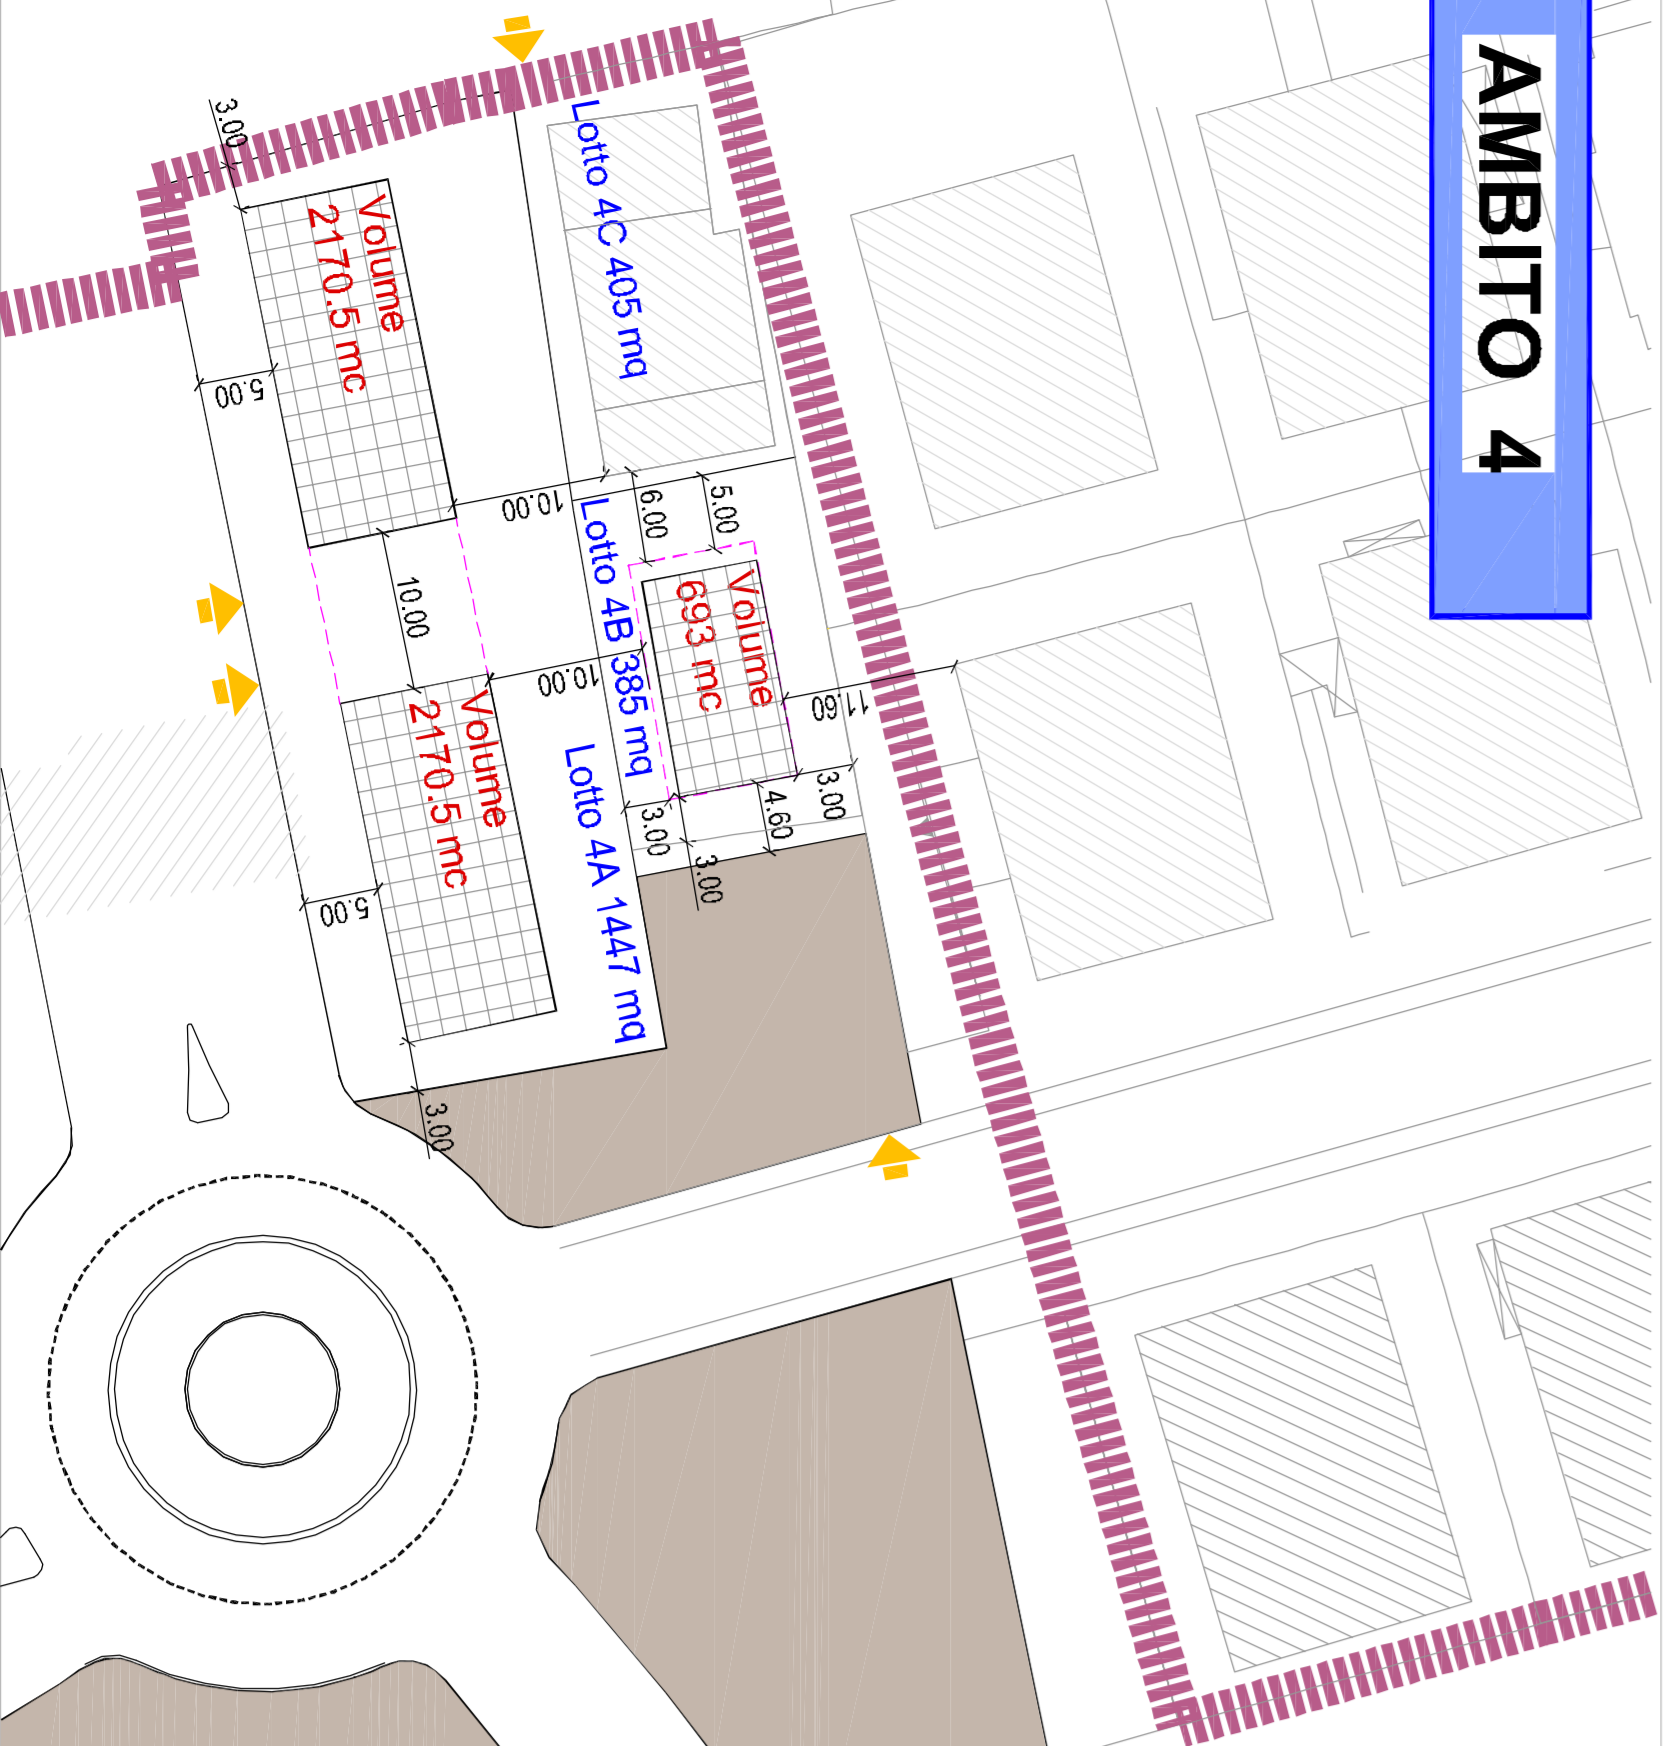 AMBITO 4
3.00
Volume
2170.5 mc
5.00
Lotto 4C 405 mq
10.00
6.00
5.00
10.00
Lotto 4B 385 mq
Volume
693 mc
10.00
11.60
3.00
4.60
3.00
3.00
Volume
2170.5 mc
5.00
Lotto 4A 1447 mq
3.00